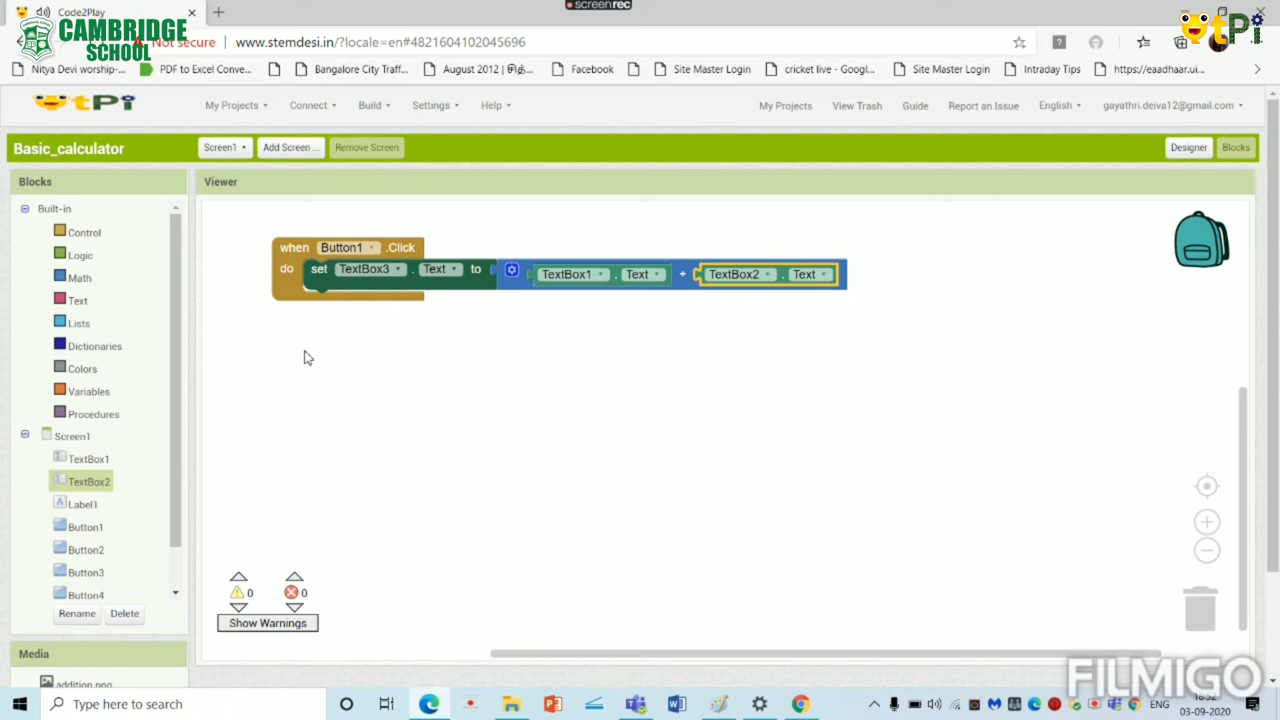 Code2Play
screenrec
CAMBRIDGE
SCHOOL
Not secure
www.stemdesi.in/?locale=en#4821604102045696
Nitya Devi worship-...
PDF to Excel Conve...
Bangalore City Traff...
Facebook
Site Master Login
cricket live - Googl...
Site Master Login
Intraday Tips
https://eaadhaar.ui...
My Projects
Connect
Build
Settings
Help
My Projects
View Trash
Guide
Report an Issue
English
gayathri.deiva12@gmail.com
Basic_calculator
Screen1
Add Screen ...
Remove Screen
Designer
Blocks
Blocks
Viewer
Built-in
Control
Logic
Math
Text
Lists
Dictionaries
Colors
Variables
Procedures
Screen1
TextBox1
TextBox2
Label1
Button1
Button2
Button3
Button4
Rename
Delete
Media
addition.png
when Button1 .Click
do set TextBox3 . Text to TextBox1 . Text + TextBox2 . Text
0 0
Show Warnings
FILMIGO
Type here to search
ENG
03-09-2020